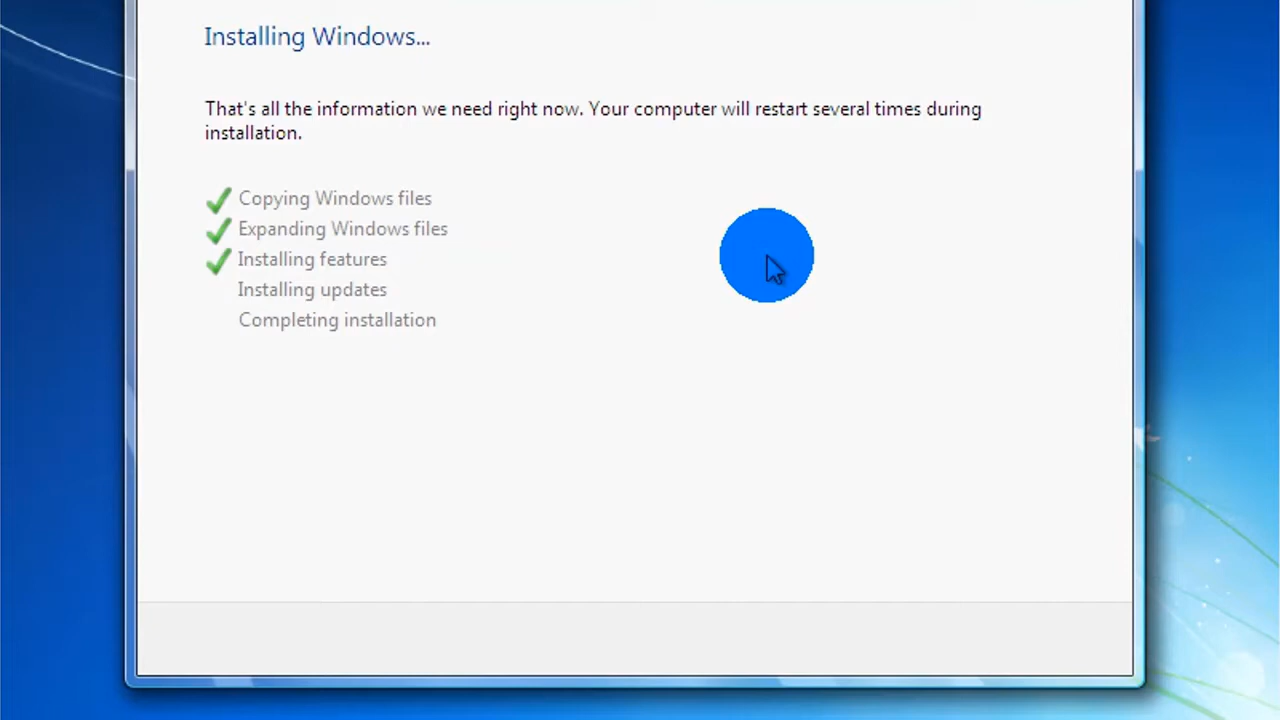 Installing Windows...
That's all the information we need right now. Your computer will restart several times during
installation.
Copying Windows files
Expanding Windows files
Installing features
Installing updates
Completing installation